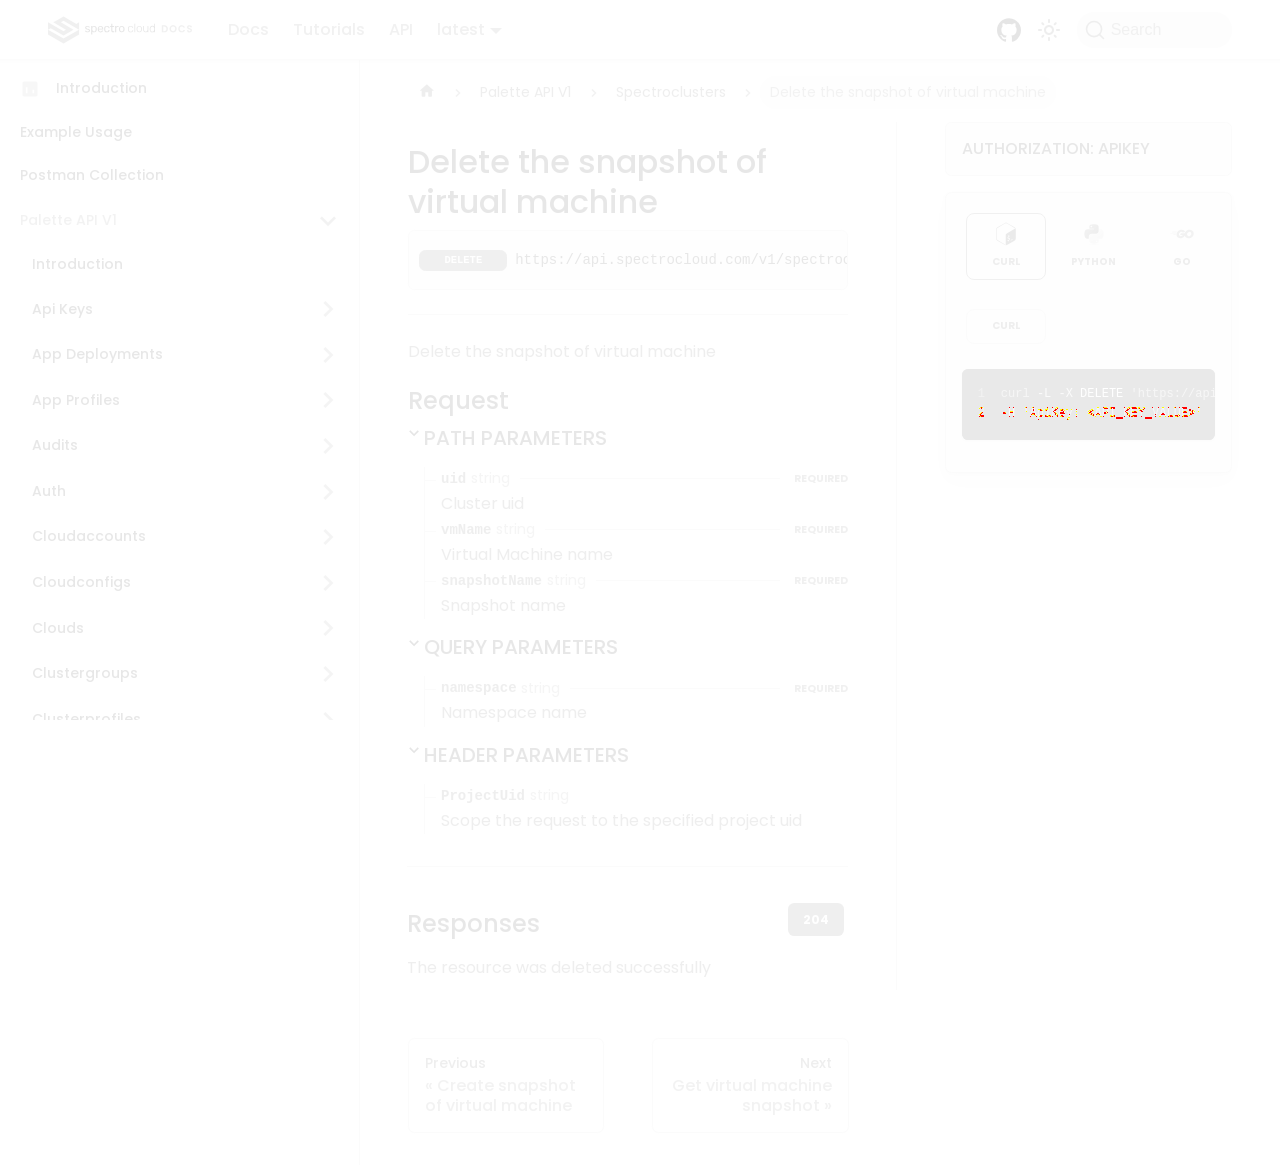 spectro cloud DOCS
Docs
Tutorials
API
latest
Search
Introduction
Example Usage
Postman Collection
Palette API V1
Introduction
Api Keys
App Deployments
App Profiles
Audits
Auth
Cloudaccounts
Cloudconfigs
Clouds
Clustergroups
Clusterprofiles
Palette API V1
Spectroclusters
Delete the snapshot of virtual machine
Delete the snapshot of
virtual machine
DELETE https://api.spectrocloud.com/v1/spectroc
Delete the snapshot of virtual machine
Request
PATH PARAMETERS
uid string REQUIRED
Cluster uid
vmName string REQUIRED
Virtual Machine name
snapshotName string REQUIRED
Snapshot name
QUERY PARAMETERS
namespace string REQUIRED
Namespace name
HEADER PARAMETERS
ProjectUid string
Scope the request to the specified project uid
Responses
204
The resource was deleted successfully
Previous
« Create snapshot
of virtual machine
Next
Get virtual machine
snapshot »
AUTHORIZATION: APIKEY
CURL
PYTHON
GO
GO
CURL
1 curl -L -X DELETE 'https://api
2 -H 'ApiKey: <API_KEY_VALUE>'